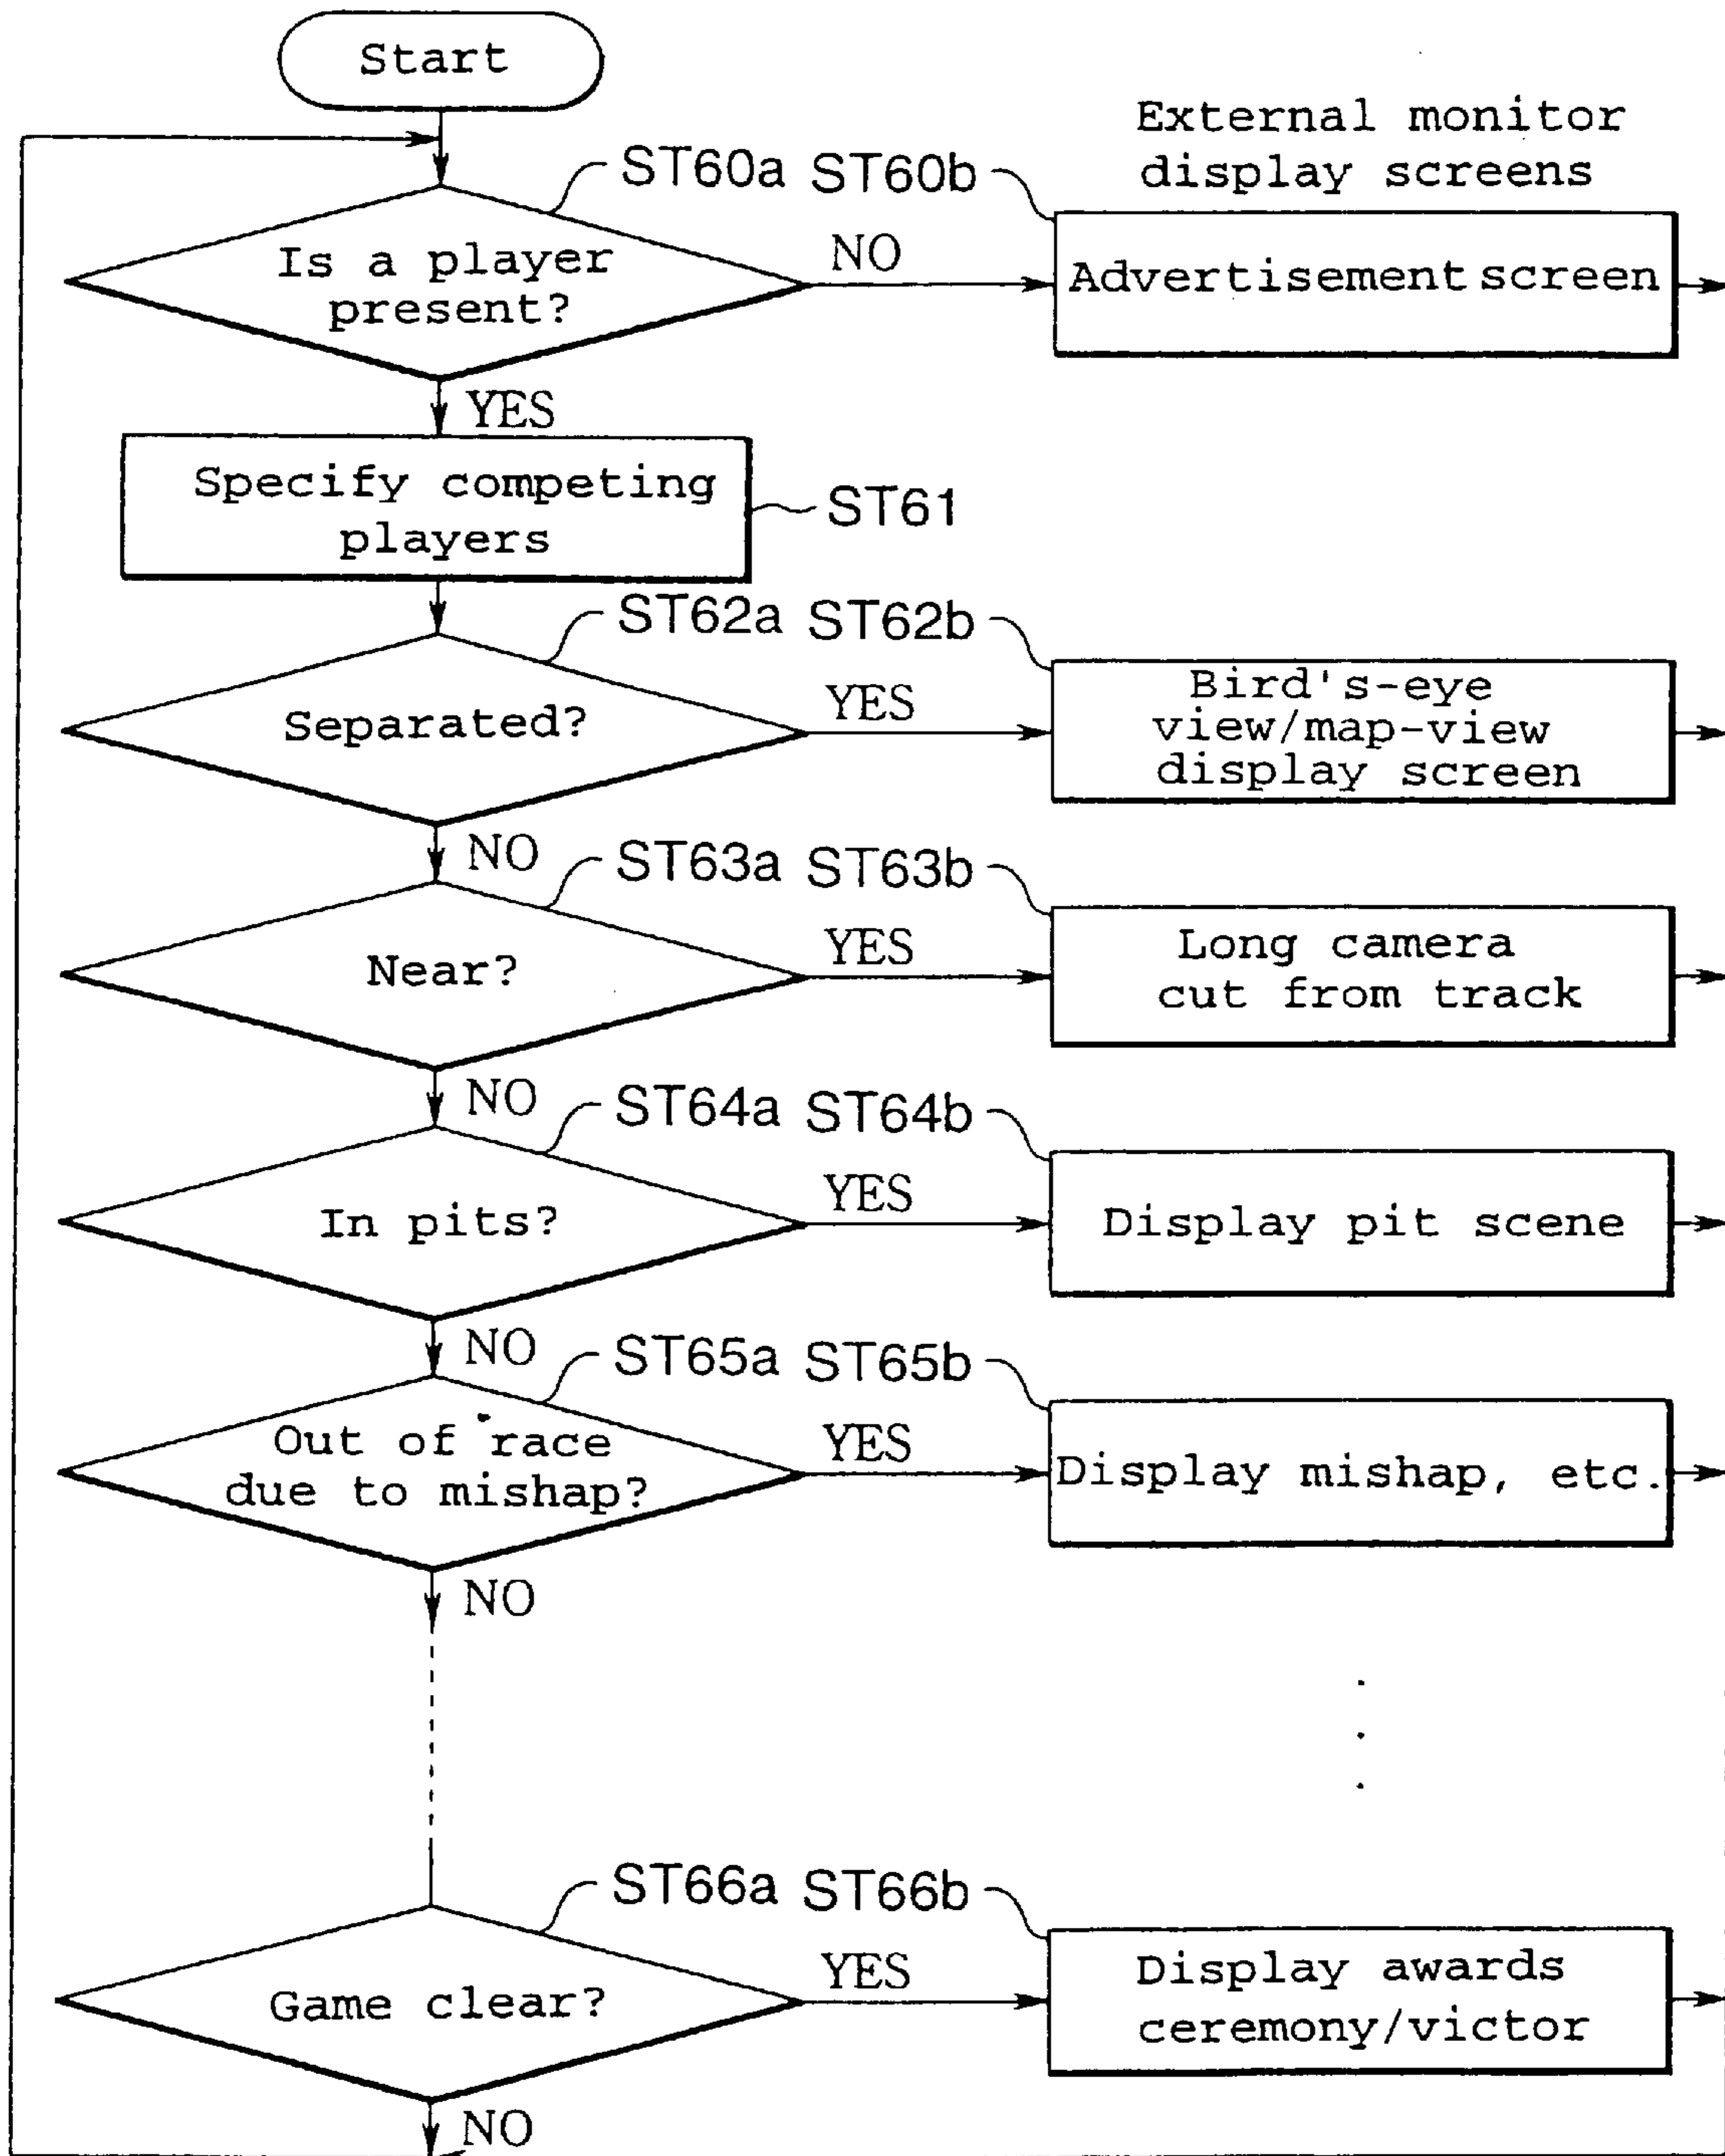 Start
External monitor
display screens
ST60a ST60b
Is a player
present?
NO
Advertisement screen
YES
Specify competing
players
ST61
ST62a ST62b
Separated?
YES
Bird's-eye
view/map-view
display screen
NO
ST63a ST63b
Near?
YES
Long camera
cut from track
NO
ST64a ST64b
In pits?
YES
Display pit scene
NO
ST65a ST65b
Out of race
due to mishap?
YES
Display mishap, etc.
NO
ST66a ST66b
Game clear?
YES
Display awards
ceremony/victor
NO